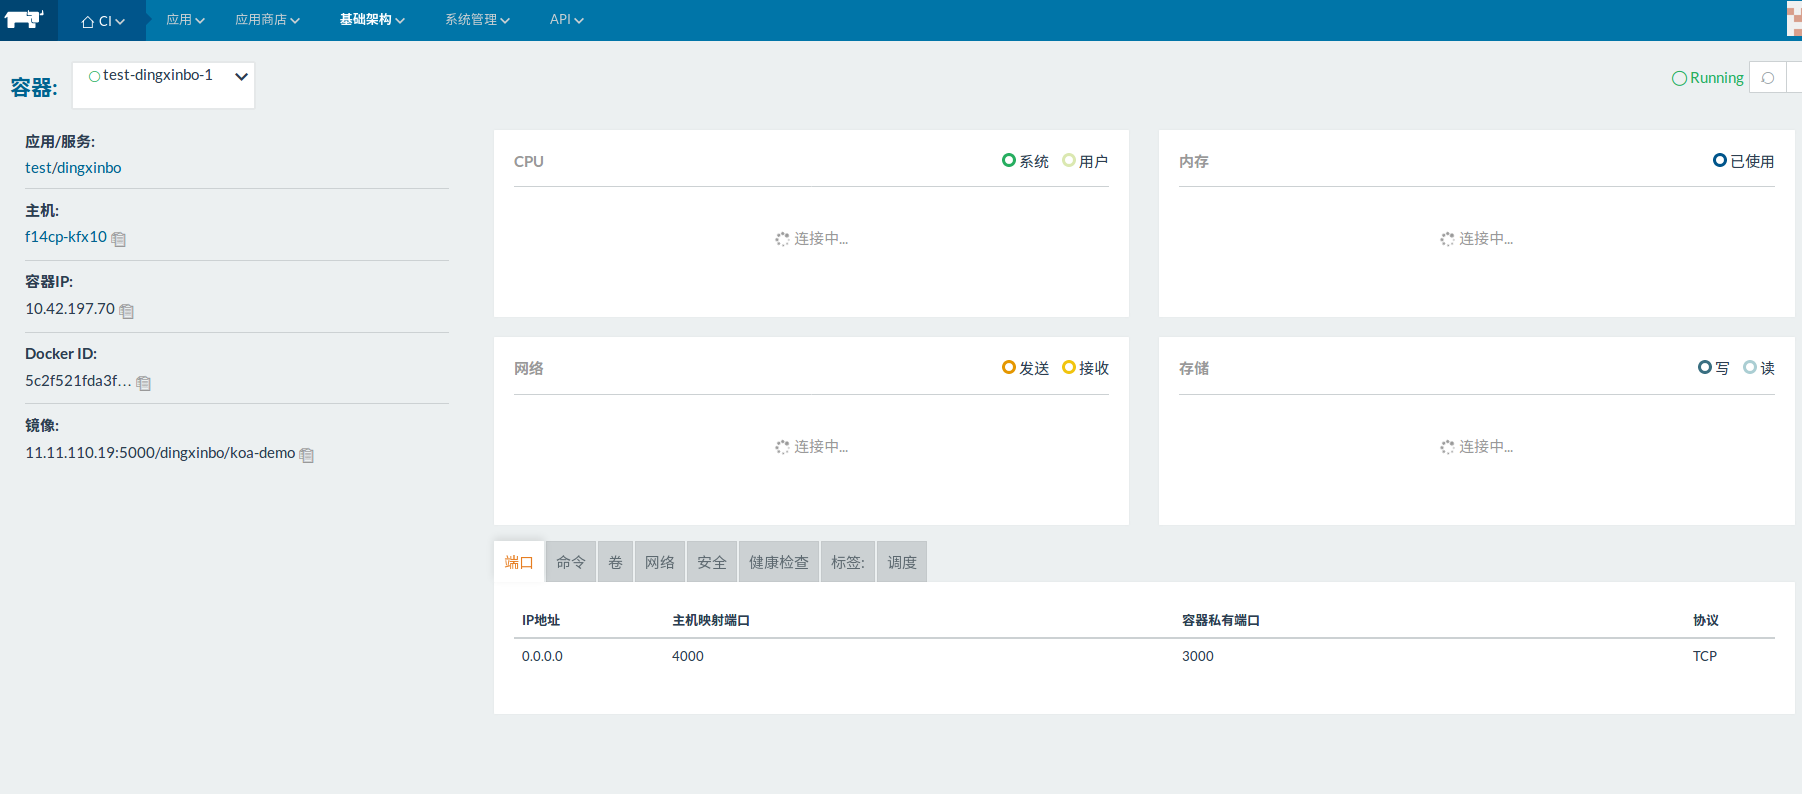 CI 应用 应用商店 基础架构 系统管理 API
容器: test-dingxinbo-1 Running
应用/服务:
test/dingxinbo
主机:
f14cp-kfx10
容器IP:
10.42.197.70
Docker ID:
5c2f521fda3f…
镜像:
11.11.110.19:5000/dingxinbo/koa-demo
CPU 系统 用户
连接中...
内存 已使用
连接中...
网络 发送 接收
连接中...
存储 写 读
连接中...
端口 命令 卷 网络 安全 健康检查 标签: 调度
IP地址 主机映射端口 容器私有端口 协议
0.0.0.0 4000 3000 TCP